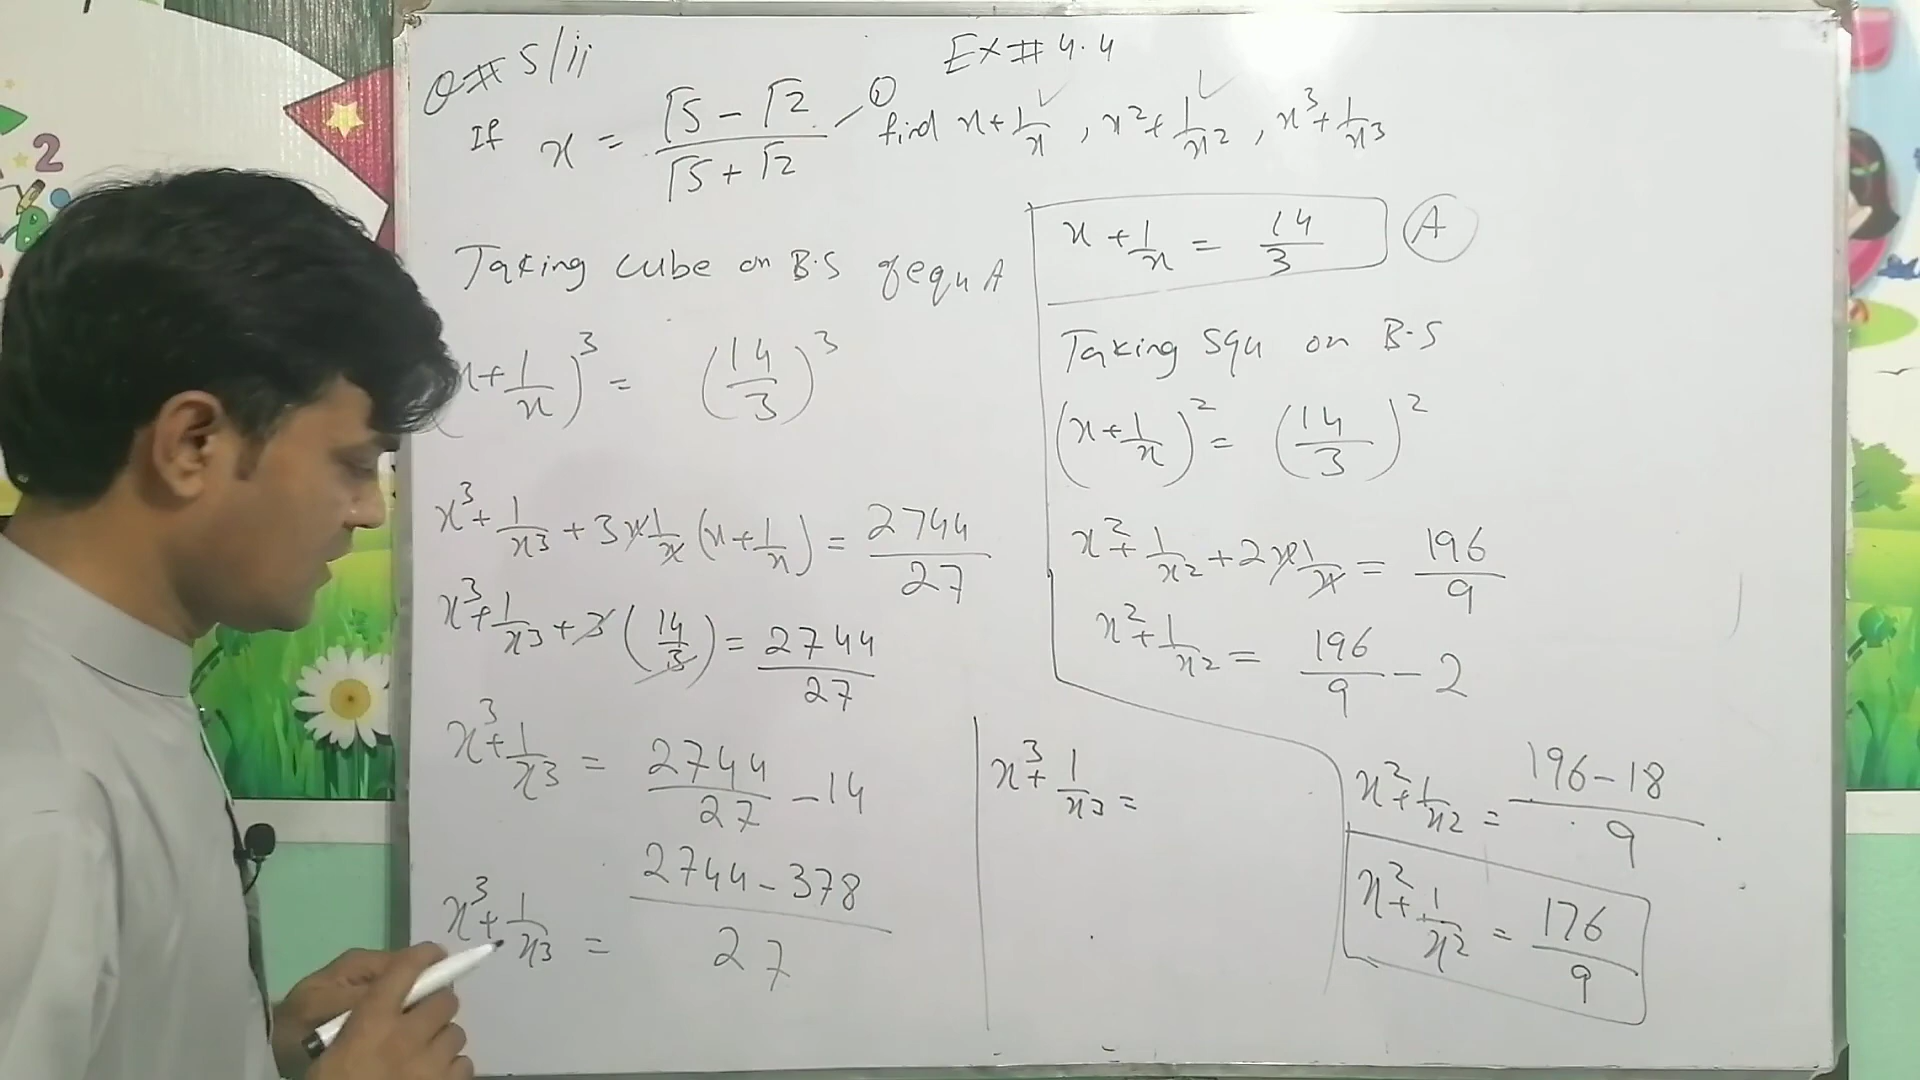 Q# 5/ii
Ex# 4.4
If x = (√5 - √2)/(√5 + √2) ① find x + 1/x ✓, x² + 1/x² ✓, x³ + 1/x³
Taking cube on B.S of equ A
x + 1/x)³ = (14/3)³
x³ + 1/x³ + 3x 1/x (x + 1/x) = 2744/27
x³ + 1/x³ + 3 (14/3) = 2744/27
x³ + 1/x³ = 2744/27 - 14
x³ + 1/x³ = (2744 - 378)/27
x + 1/x = 14/3 Ⓐ
Taking squ on B.S
(x + 1/x)² = (14/3)²
x² + 1/x² + 2x 1/x = 196/9
x² + 1/x² = 196/9 - 2
x² + 1/x² = (196 - 18)/9
x² + 1/x² = 176/9
x³ + 1/x³ =
2